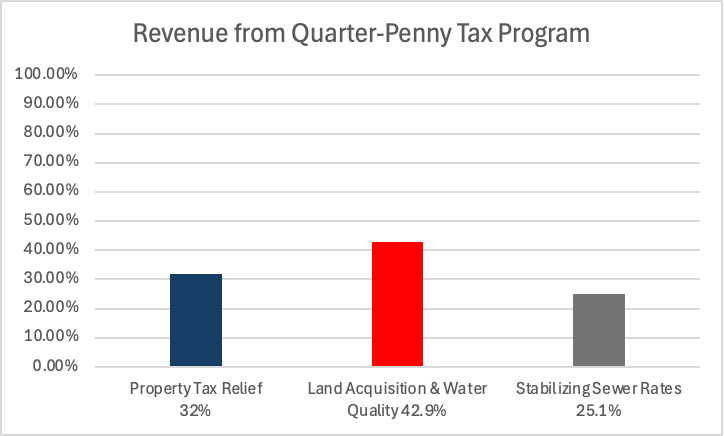 Revenue from Quarter-Penny Tax Program
100.00%
90.00%
80.00%
70.00%
60.00%
50.00%
40.00%
30.00%
20.00%
10.00%
0.00%
Property Tax Relief
32%
Land Acquisition & Water
Quality 42.9%
Stabilizing Sewer Rates
25.1%